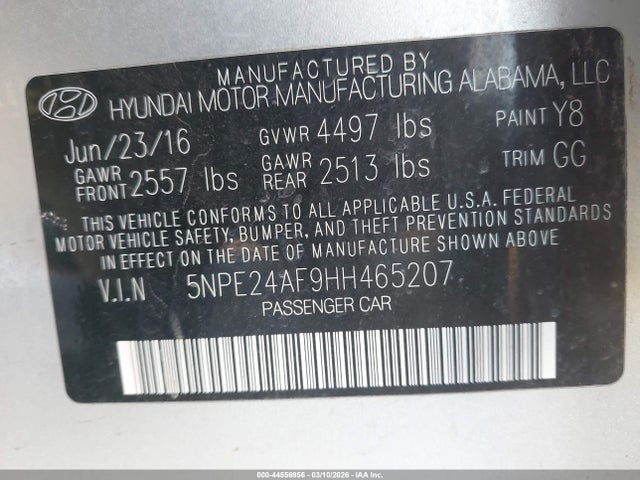 MANUFACTURED BY
HYUNDAI MOTOR MANUFACTURING ALABAMA, LLC
Jun/23/16 GVWR 4497 lbs PAINT Y8
GAWR FRONT 2557 lbs GAWR REAR 2513 lbs TRIM GG
THIS VEHICLE CONFORMS TO ALL APPLICABLE U.S.A. FEDERAL
MOTOR VEHICLE SAFETY, BUMPER, AND THEFT PREVENTION STANDARDS
IN EFFECT ON THE DATE OF MANUFACTURE SHOWN ABOVE
V.I.N 5NPE24AF9HH465207
PASSENGER CAR
000-44556956 - 03/10/2026 - IAA, Inc.